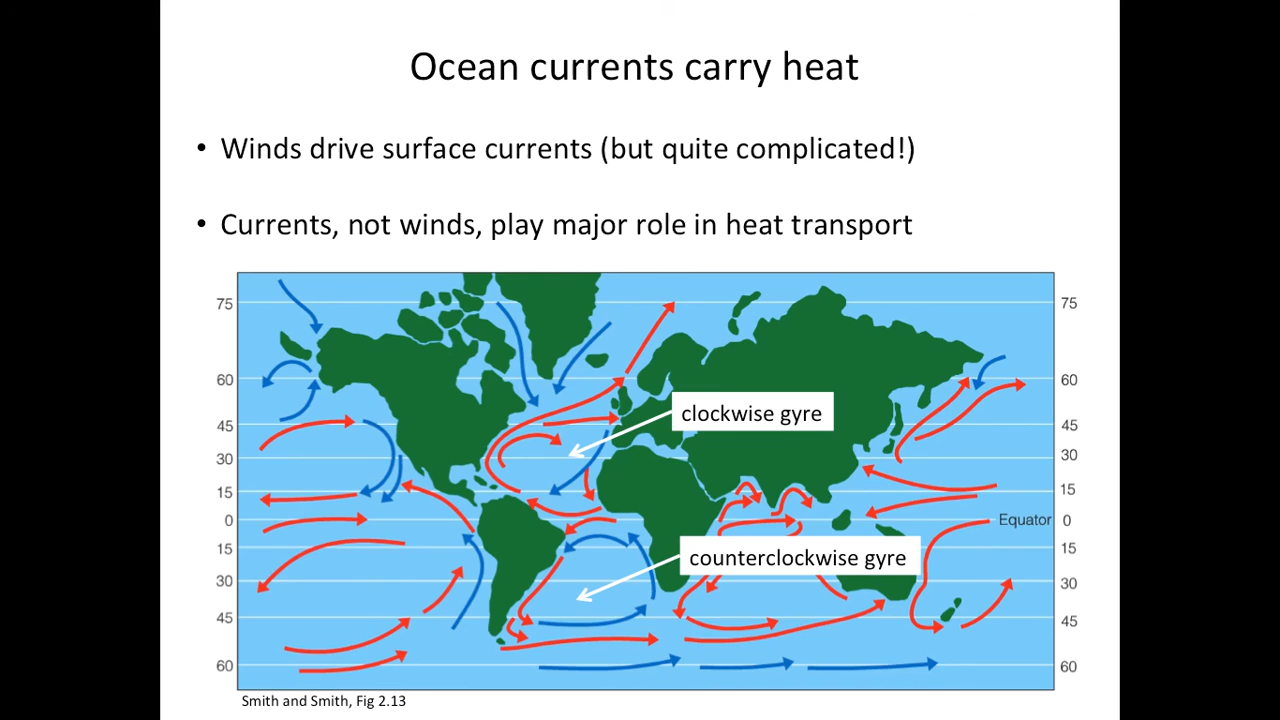 Ocean currents carry heat
• Winds drive surface currents (but quite complicated!)
• Currents, not winds, play major role in heat transport
75 75
60 60
clockwise gyre
45 45
30 30
15 15
0 Equator 0
15 15
counterclockwise gyre
30 30
45 45
60 60
Smith and Smith, Fig 2.13